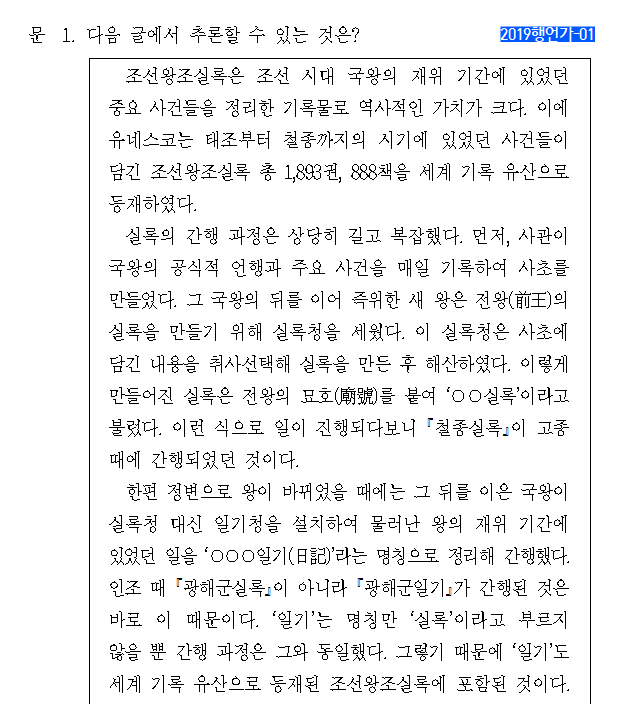 문 1. 다음 글에서 추론할 수 있는 것은? 2019행언가-01
조선왕조실록은 조선 시대 국왕의 재위 기간에 있었던
중요 사건들을 정리한 기록물로 역사적인 가치가 크다. 이에
유네스코는 태조부터 철종까지의 시기에 있었던 사건들이
담긴 조선왕조실록 총 1,893권, 888책을 세계 기록 유산으로
등재하였다.
실록의 간행 과정은 상당히 길고 복잡했다. 먼저, 사관이
국왕의 공식적 언행과 주요 사건을 매일 기록하여 사초를
만들었다. 그 국왕의 뒤를 이어 즉위한 새 왕은 전왕(前王)의
실록을 만들기 위해 실록청을 세웠다. 이 실록청은 사초에
담긴 내용을 취사선택해 실록을 만든 후 해산하였다. 이렇게
만들어진 실록은 전왕의 묘호(廟號)를 붙여 ‘○○실록’이라고
불렀다. 이런 식으로 일이 진행되다보니 『철종실록』이 고종
때에 간행되었던 것이다.
한편 정변으로 왕이 바뀌었을 때에는 그 뒤를 이은 국왕이
실록청 대신 일기청을 설치하여 물러난 왕의 재위 기간에
있었던 일을 ‘○○○일기(日記)’라는 명칭으로 정리해 간행했다.
인조 때 『광해군실록』이 아니라 『광해군일기』가 간행된 것은
바로 이 때문이다. ‘일기’는 명칭만 ‘실록’이라고 부르지
않을 뿐 간행 과정은 그와 동일했다. 그렇기 때문에 ‘일기’도
세계 기록 유산으로 등재된 조선왕조실록에 포함된 것이다.